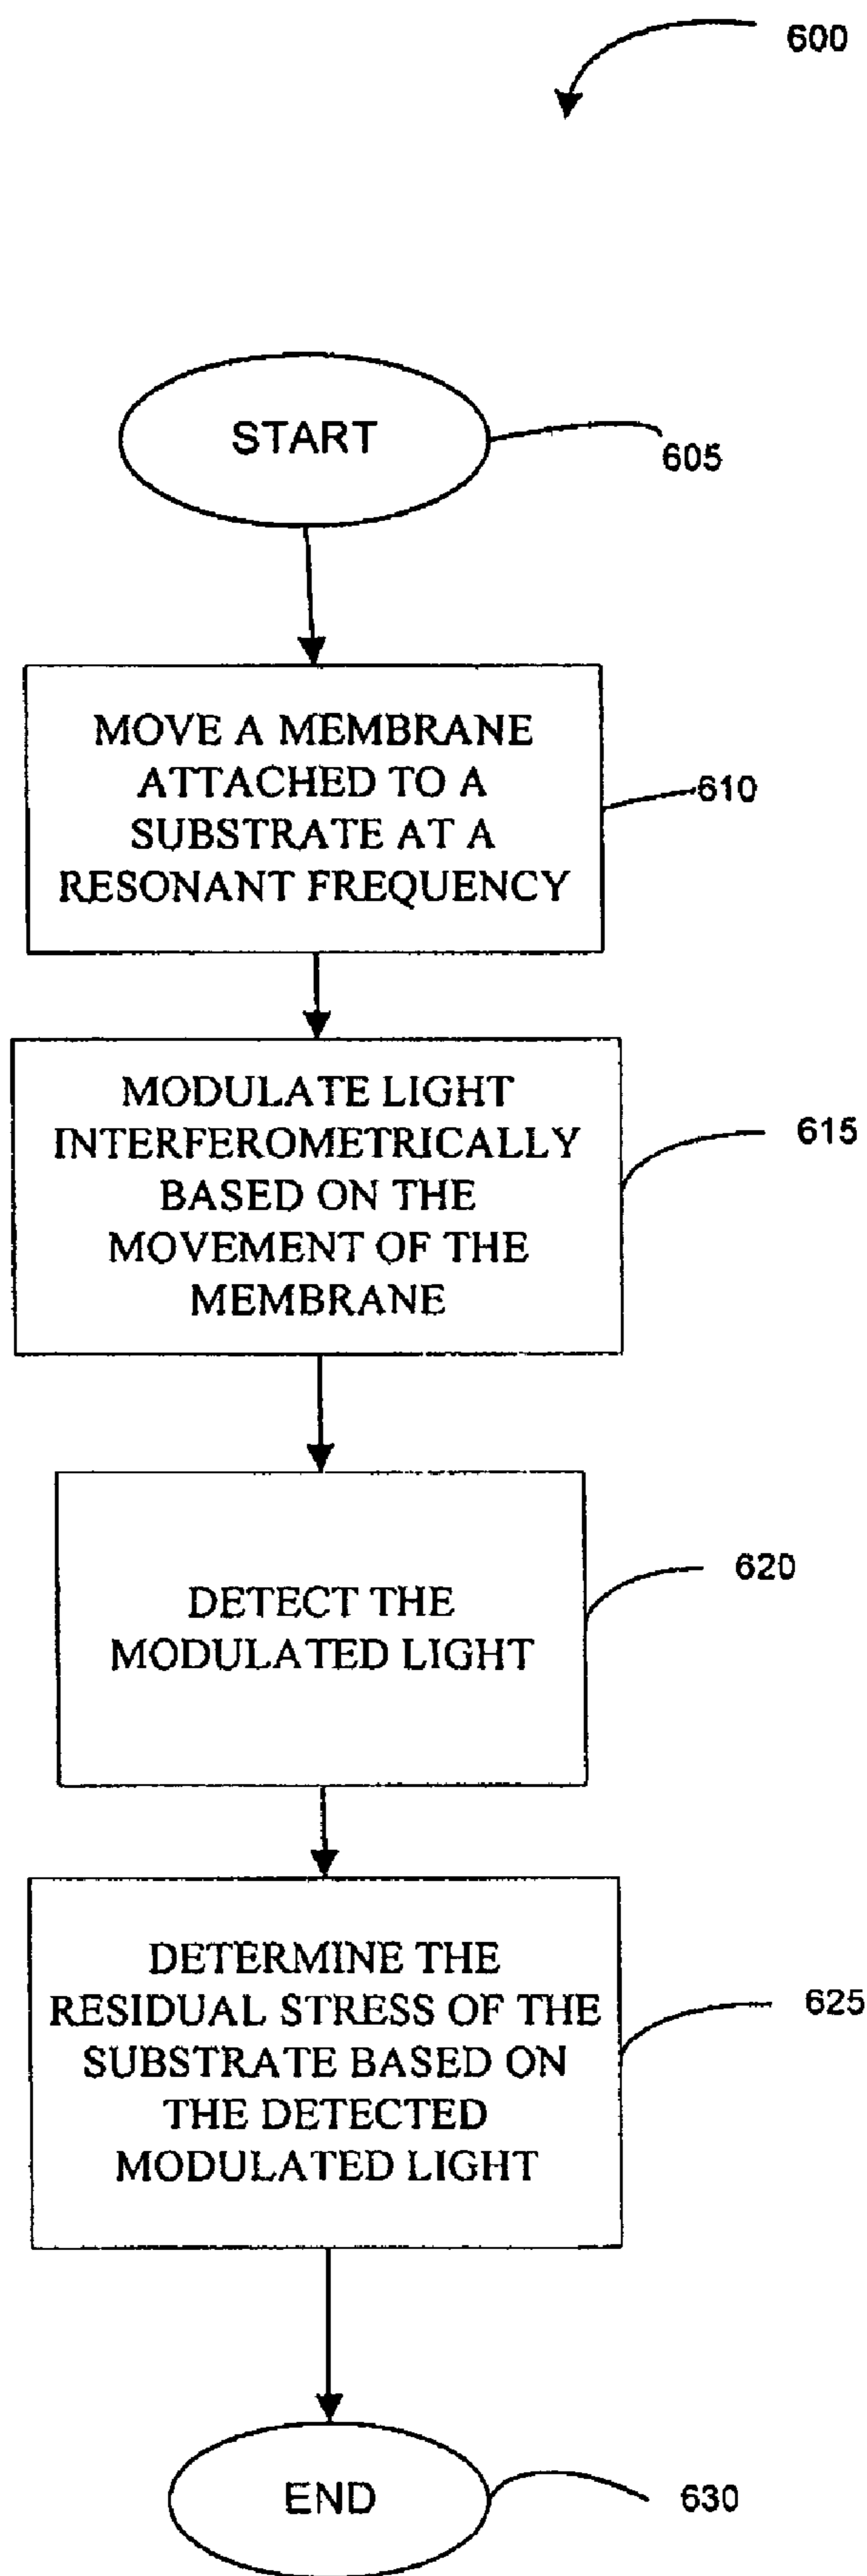 600
START
605
MOVE A MEMBRANE
ATTACHED TO A
SUBSTRATE AT A
RESONANT FREQUENCY
610
MODULATE LIGHT
INTERFEROMETRICALLY
BASED ON THE
MOVEMENT OF THE
MEMBRANE
615
DETECT THE
MODULATED LIGHT
620
DETERMINE THE
RESIDUAL STRESS OF THE
SUBSTRATE BASED ON
THE DETECTED
MODULATED LIGHT
625
END
630